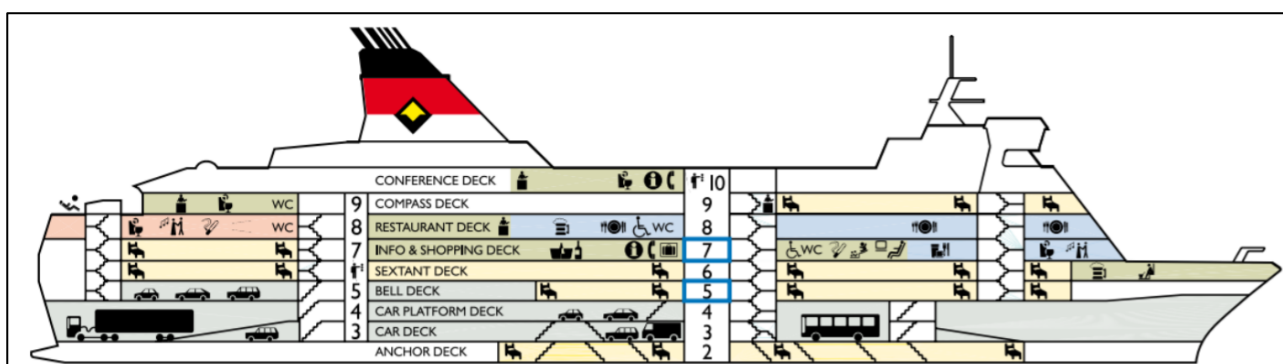 CONFERENCE DECK 10
9 COMPASS DECK 9
WC
8 RESTAURANT DECK WC 8
WC
7 INFO & SHOPPING DECK 7 WC
SEXTANT DECK 6
5 BELL DECK 5
4 CAR PLATFORM DECK 4
3 CAR DECK 3
ANCHOR DECK 2